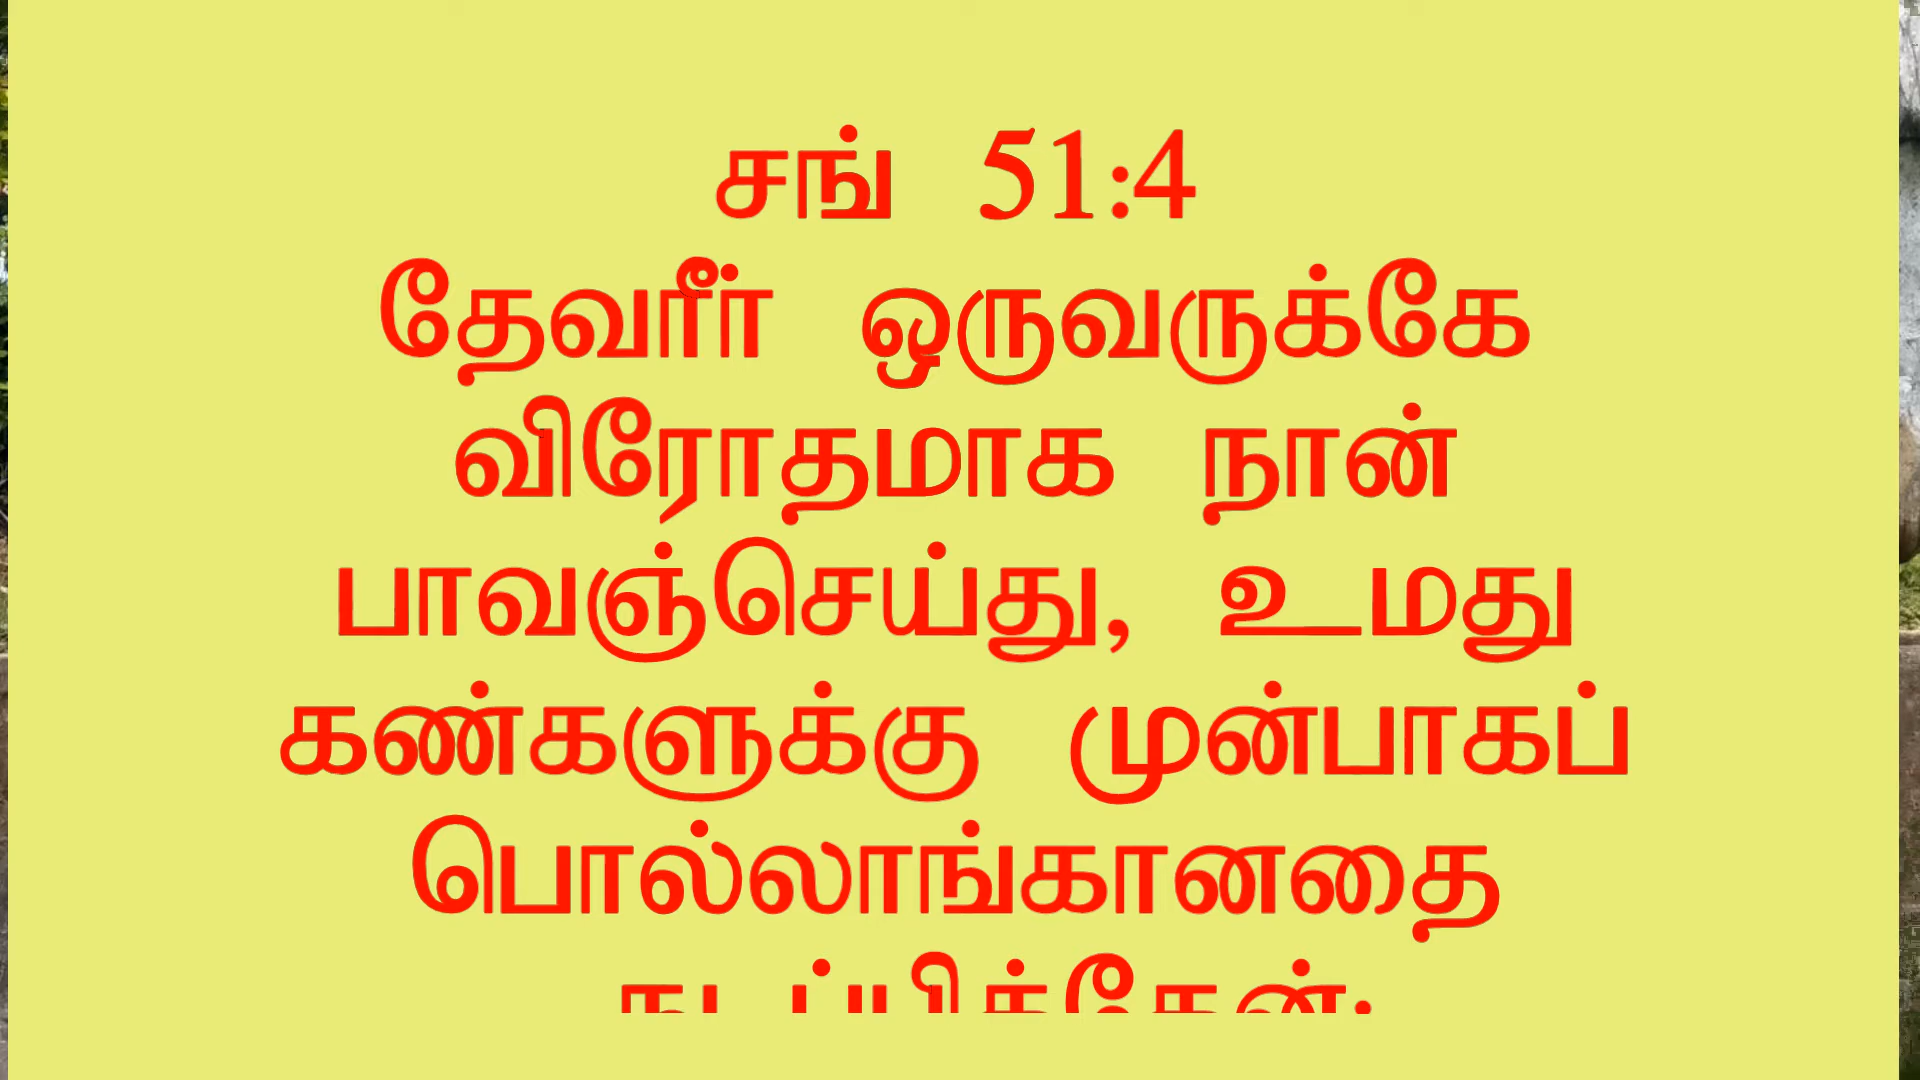 சங் 51:4
தேவரீர் ஒருவருக்கே
விரோதமாக நான்
பாவஞ்செய்து, உமது
கண்களுக்கு முன்பாகப்
பொல்லாங்கானதை